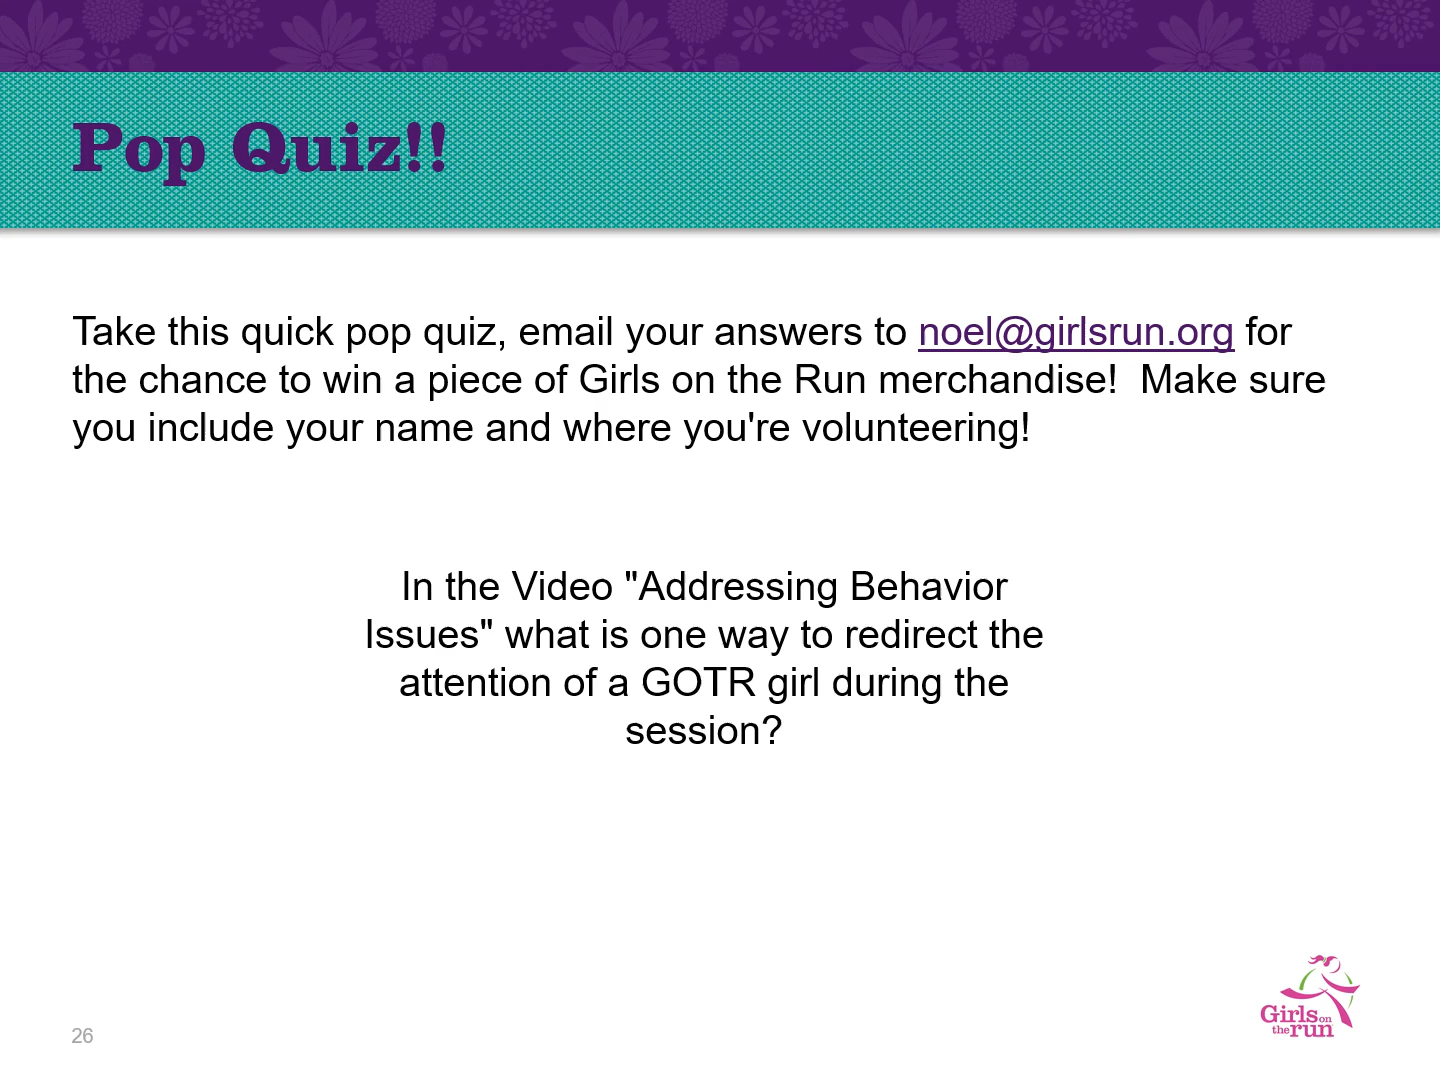 Pop Quiz!!
Take this quick pop quiz, email your answers to noel@girlsrun.org for
the chance to win a piece of Girls on the Run merchandise!  Make sure
you include your name and where you're volunteering!
In the Video "Addressing Behavior
Issues" what is one way to redirect the
attention of a GOTR girl during the
session?
26
Girls on
the run